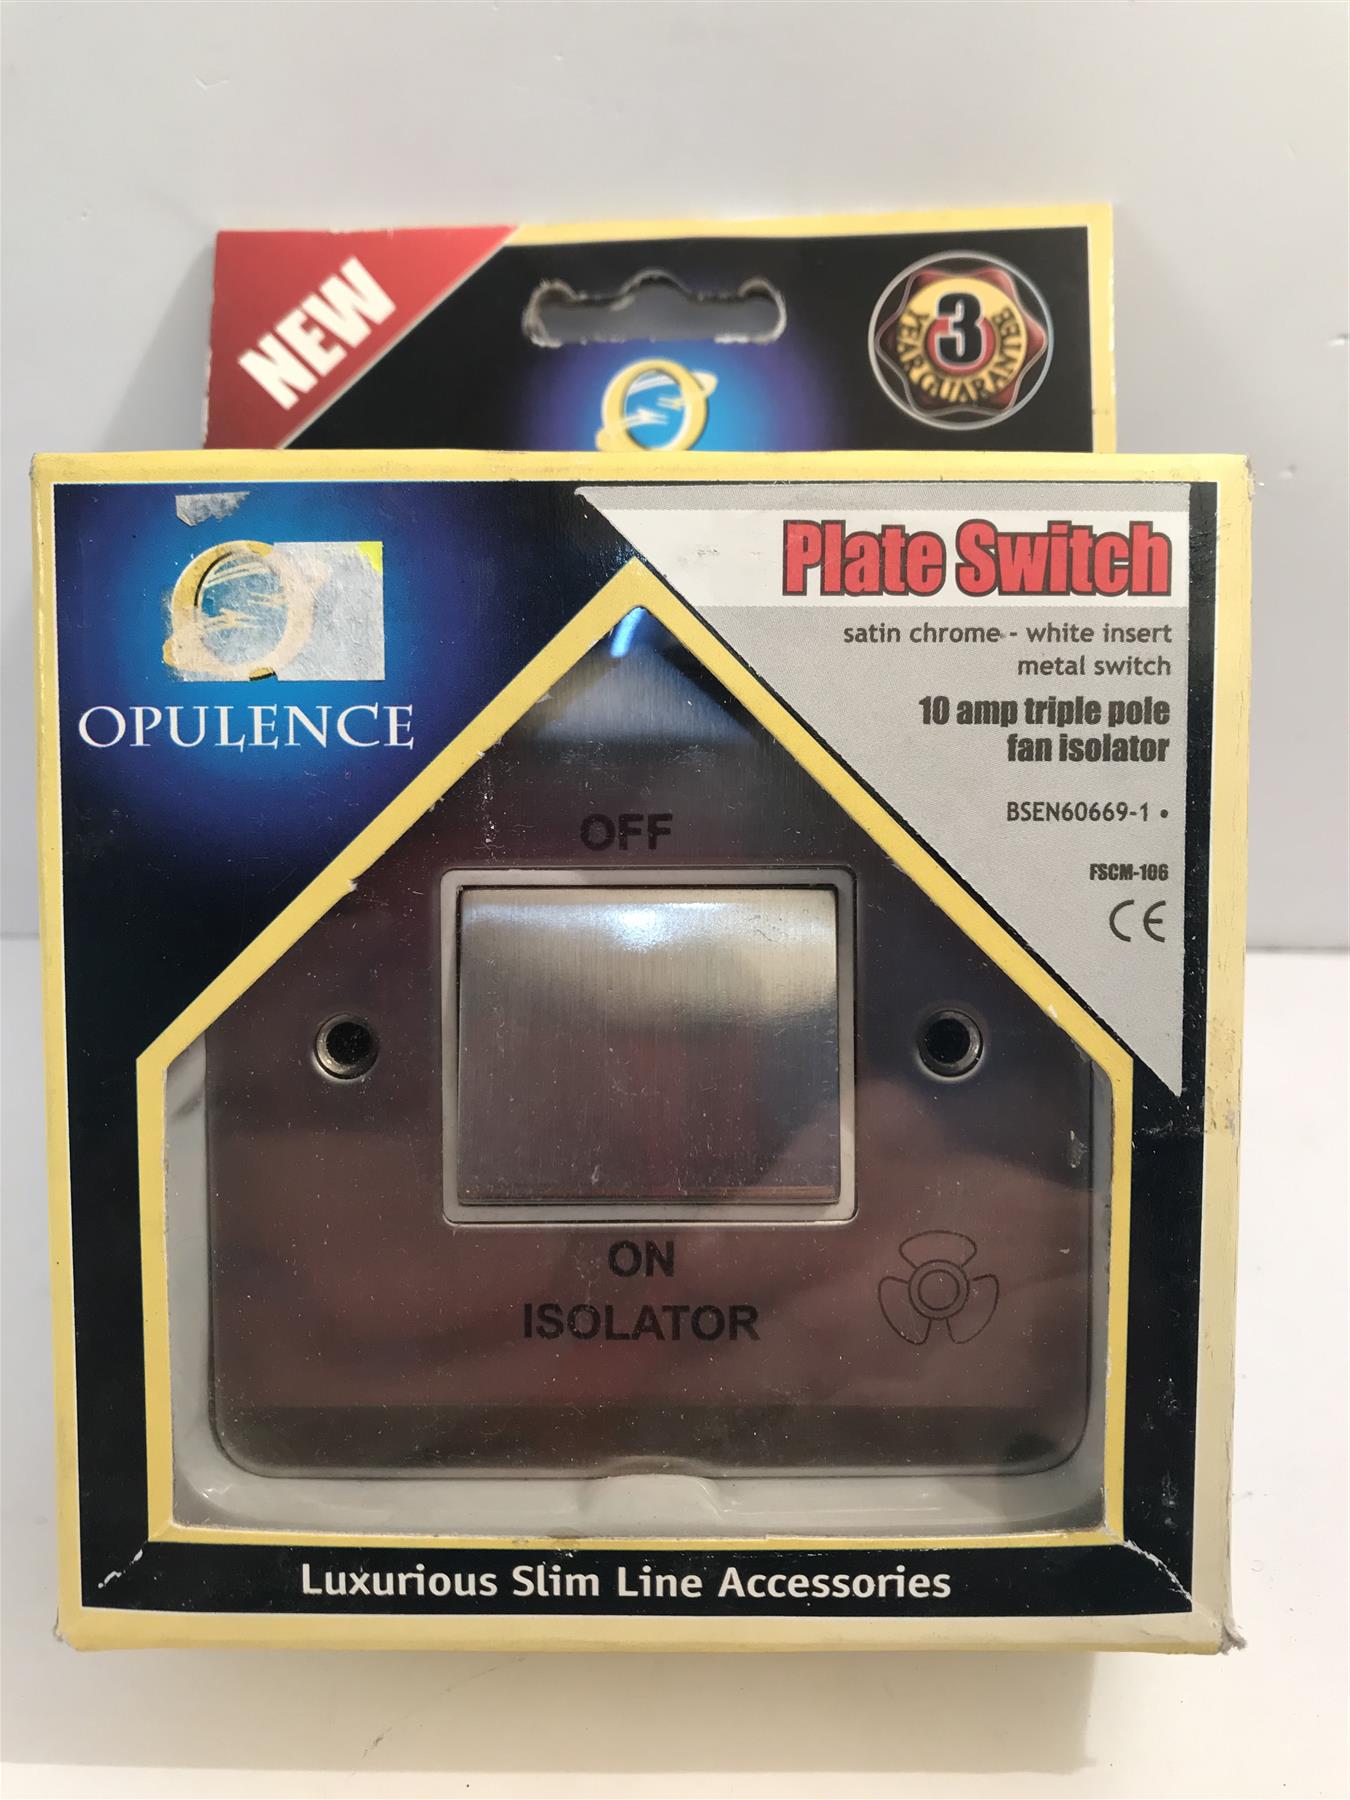 NEW
3
YEAR GUARANTEE
OPULENCE
Plate Switch
satin chrome - white insert
metal switch
10 amp triple pole
fan isolator
BSEN60669-1 •
FSCM-106
CE
OFF
ON
ISOLATOR
Luxurious Slim Line Accessories